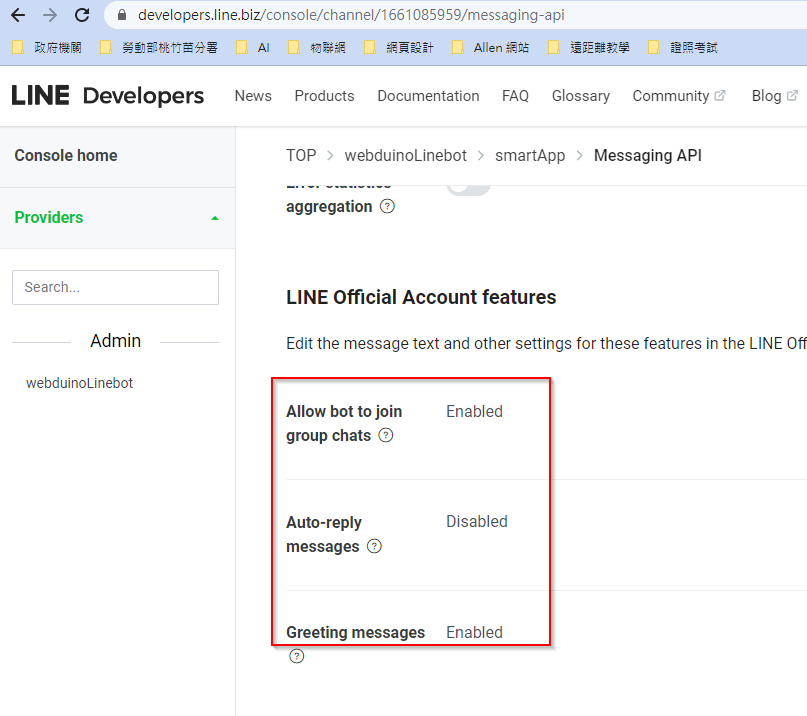 developers.line.biz/console/channel/1661085959/messaging-api
政府機關 勞動部桃竹苗分署 AI 物聯網 網頁設計 Allen 網站 遠距離教學 證照考試
LINE Developers News Products Documentation FAQ Glossary Community Blog
Console home
TOP > webduinoLinebot > smartApp > Messaging API
Error statistics
aggregation ?
Providers
Search...
LINE Official Account features
Admin
Edit the message text and other settings for these features in the LINE Off
webduinoLinebot
Allow bot to join Enabled
group chats ?
Auto-reply Disabled
messages ?
Greeting messages Enabled
?